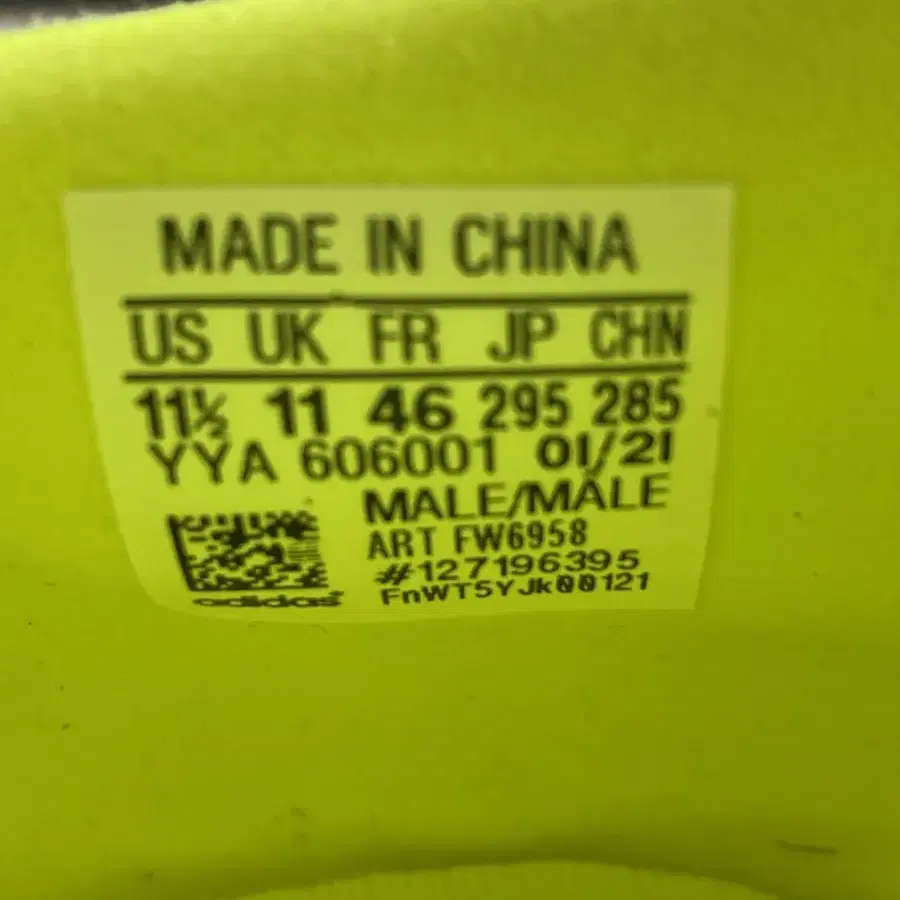 MADE IN CHINA
US UK FR JP CHN
11½ 11 46 295 285
YYA 606001 01/21
MALE/MÂLE
ART FW6958
#127196395
FnWT5YJk00121
adidas